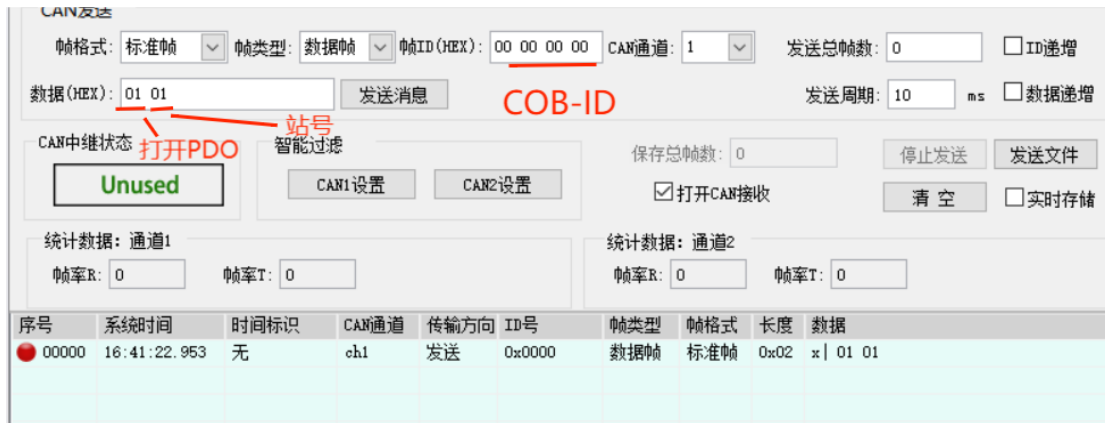 CAN发送
帧格式: 标准帧 帧类型: 数据帧 帧ID(HEX): 00 00 00 00 CAN通道: 1 发送总帧数: 0 ID递增
数据(HEX): 01 01 发送消息 COB-ID 发送周期: 10 ms 数据递增
打开PDO 站号
CAN中继状态 智能过滤 保存总帧数: 0 停止发送 发送文件
Unused CAN1设置 CAN2设置 打开CAN接收 清 空 实时存储
统计数据: 通道1 统计数据: 通道2
帧率R: 0 帧率T: 0 帧率R: 0 帧率T: 0
序号 系统时间 时间标识 CAN通道 传输方向 ID号 帧类型 帧格式 长度 数据
00000 16:41:22.953 无 ch1 发送 0x0000 数据帧 标准帧 0x02 x| 01 01